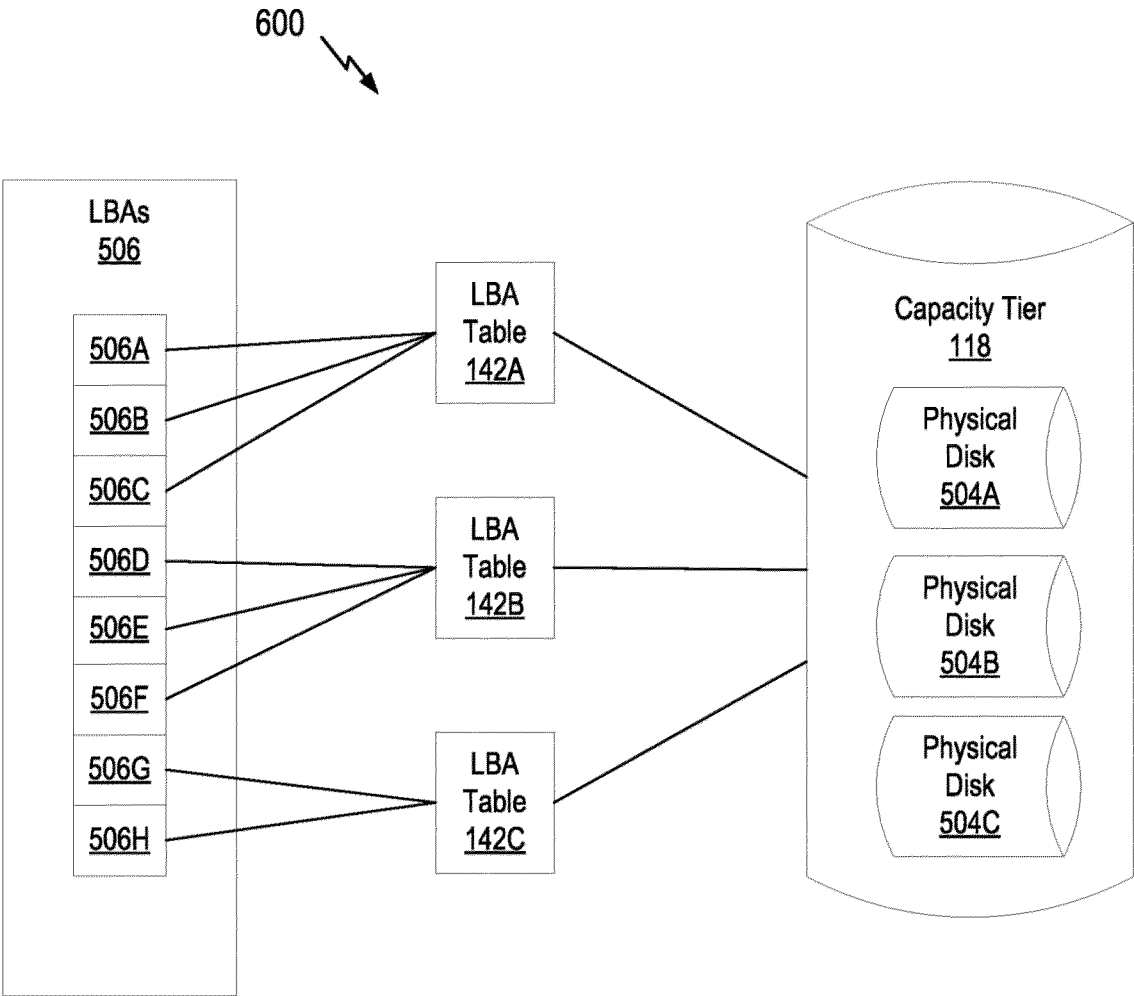 600
LBAs
506
506A
506B
506C
506D
506E
506F
506G
506H
LBA
Table
142A
LBA
Table
142B
LBA
Table
142C
Capacity Tier
118
Physical
Disk
504A
Physical
Disk
504B
Physical
Disk
504C